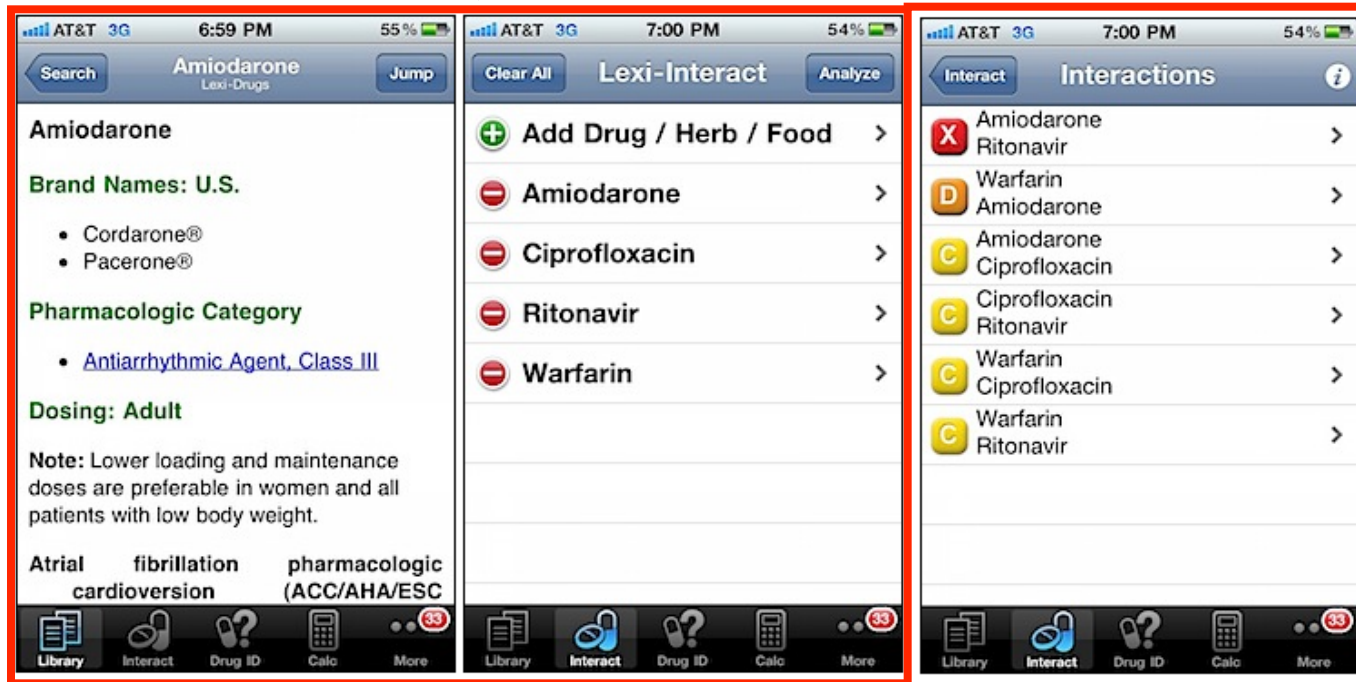 AT&T 3G 6:59 PM 55%
Search Amiodarone Jump
Lexi-Drugs
Amiodarone
Brand Names: U.S.
• Cordarone®
• Pacerone®
Pharmacologic Category
• Antiarrhythmic Agent, Class III
Dosing: Adult
Note: Lower loading and maintenance
doses are preferable in women and all
patients with low body weight.
Atrial fibrillation pharmacologic
cardioversion (ACC/AHA/ESC
33
Library Interact Drug ID Calc More
AT&T 3G 7:00 PM 54%
Clear All Lexi-Interact Analyze
Add Drug / Herb / Food
Amiodarone
Ciprofloxacin
Ritonavir
Warfarin
33
Library Interact Drug ID Calc More
AT&T 3G 7:00 PM 54%
Interact Interactions i
X Amiodarone
Ritonavir
D Warfarin
Amiodarone
C Amiodarone
Ciprofloxacin
C Ciprofloxacin
Ritonavir
C Warfarin
Ciprofloxacin
C Warfarin
Ritonavir
33
Library Interact Drug ID Calc More